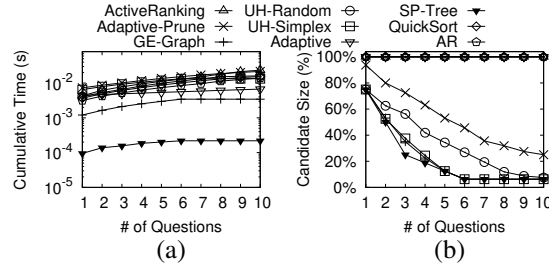 ActiveRanking UH-Random SP-Tree
Adaptive-Prune UH-Simplex QuickSort
GE-Graph Adaptive AR
Cumulative Time (s)
10^-2
10^-3
10^-4
10^-5
1 2 3 4 5 6 7 8 9 10
# of Questions
(a)
Candidate Size (%)
100%
80%
60%
40%
20%
0%
1 2 3 4 5 6 7 8 9 10
# of Questions
(b)